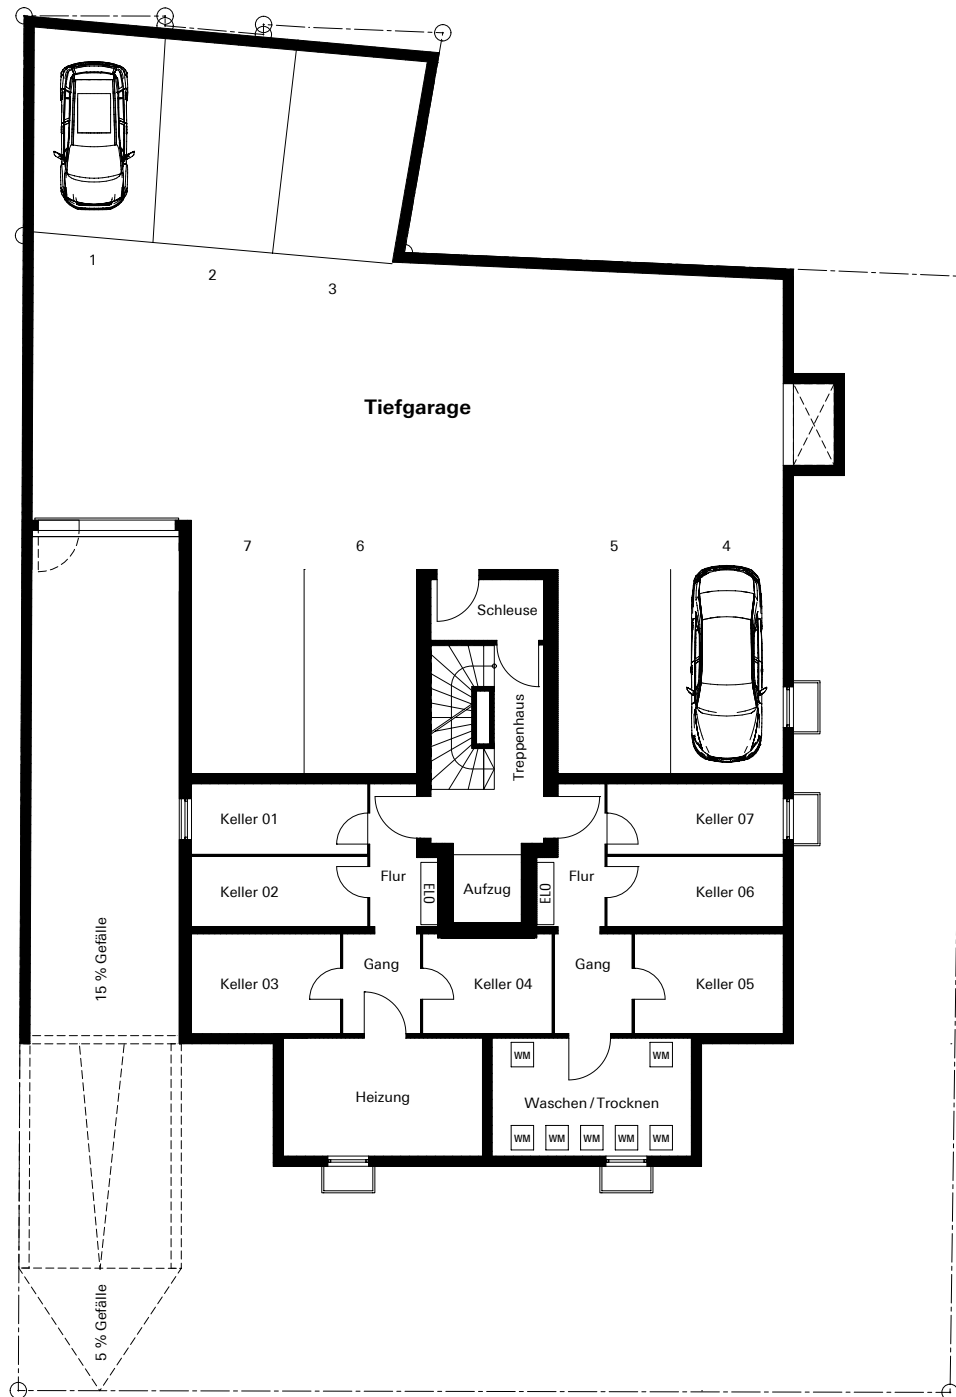 1
2
3
Tiefgarage
7
6
5
4
Schleuse
Treppenhaus
Keller 01
Keller 07
Keller 02
Flur
ELO
Aufzug
ELO
Flur
Keller 06
15 % Gefälle
Keller 03
Gang
Keller 04
Gang
Keller 05
WM
WM
Heizung
Waschen / Trocknen
WM
WM
WM
WM
WM
5 % Gefälle